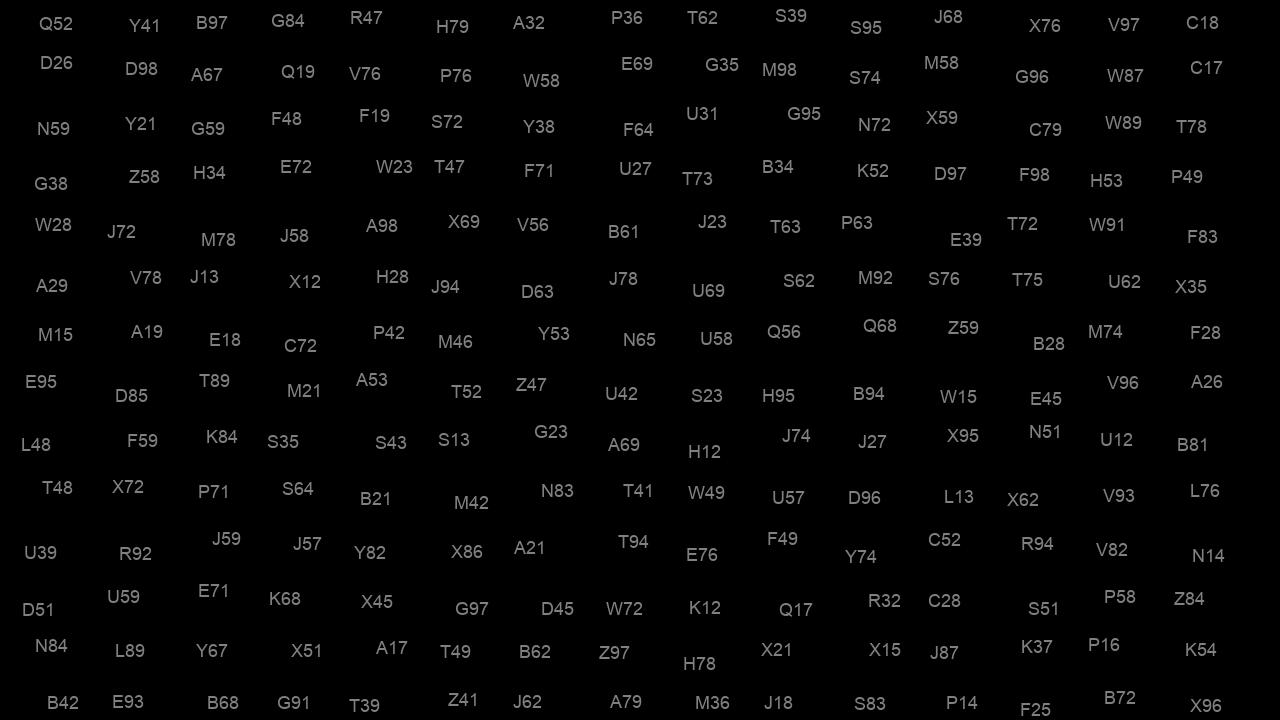 Q52 Y41 B97 G84 R47 H79 A32 P36 T62 S39 S95 J68 X76 V97 C18
D26 D98 A67 Q19 V76 P76 W58 E69 G35 M98 S74 M58 G96 W87 C17
N59 Y21 G59 F48 F19 S72 Y38 F64 U31 G95 N72 X59 C79 W89 T78
G38 Z58 H34 E72 W23 T47 F71 U27 T73 B34 K52 D97 F98 H53 P49
W28 J72 M78 J58 A98 X69 V56 B61 J23 T63 P63 E39 T72 W91 F83
A29 V78 J13 X12 H28 J94 D63 J78 U69 S62 M92 S76 T75 U62 X35
M15 A19 E18 C72 P42 M46 Y53 N65 U58 Q56 Q68 Z59 B28 M74 F28
E95 D85 T89 M21 A53 T52 Z47 U42 S23 H95 B94 W15 E45 V96 A26
L48 F59 K84 S35 S43 S13 G23 A69 H12 J74 J27 X95 N51 U12 B81
T48 X72 P71 S64 B21 M42 N83 T41 W49 U57 D96 L13 X62 V93 L76
U39 R92 J59 J57 Y82 X86 A21 T94 E76 F49 Y74 C52 R94 V82 N14
D51 U59 E71 K68 X45 G97 D45 W72 K12 Q17 R32 C28 S51 P58 Z84
N84 L89 Y67 X51 A17 T49 B62 Z97 H78 X21 X15 J87 K37 P16 K54
B42 E93 B68 G91 T39 Z41 J62 A79 M36 J18 S83 P14 F25 B72 X96